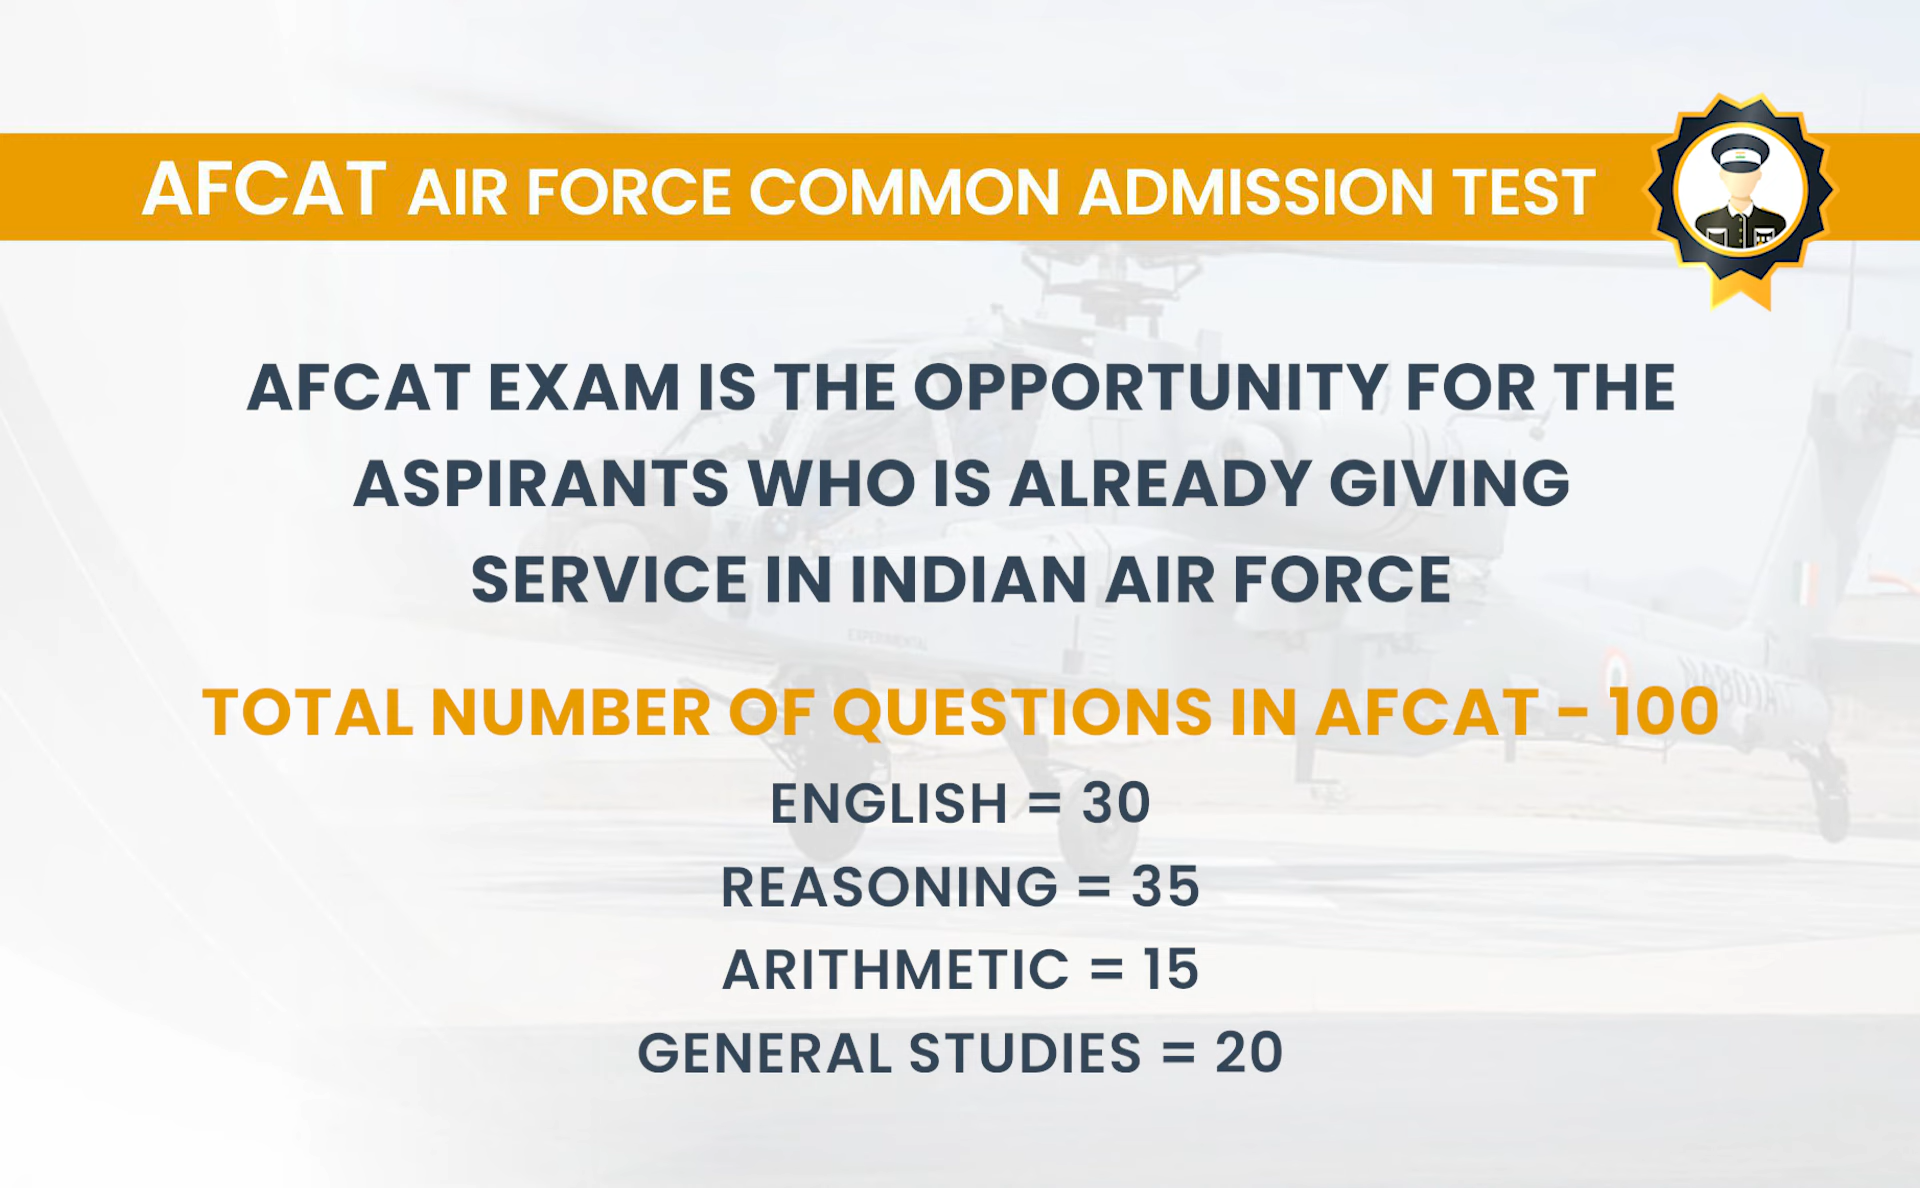 AFCAT AIR FORCE COMMON ADMISSION TEST
AFCAT EXAM IS THE OPPORTUNITY FOR THE
ASPIRANTS WHO IS ALREADY GIVING
SERVICE IN INDIAN AIR FORCE
EXPERIMENTAL
TOTAL NUMBER OF QUESTIONS IN AFCAT - 100
ENGLISH = 30
REASONING = 35
ARITHMETIC = 15
GENERAL STUDIES = 20